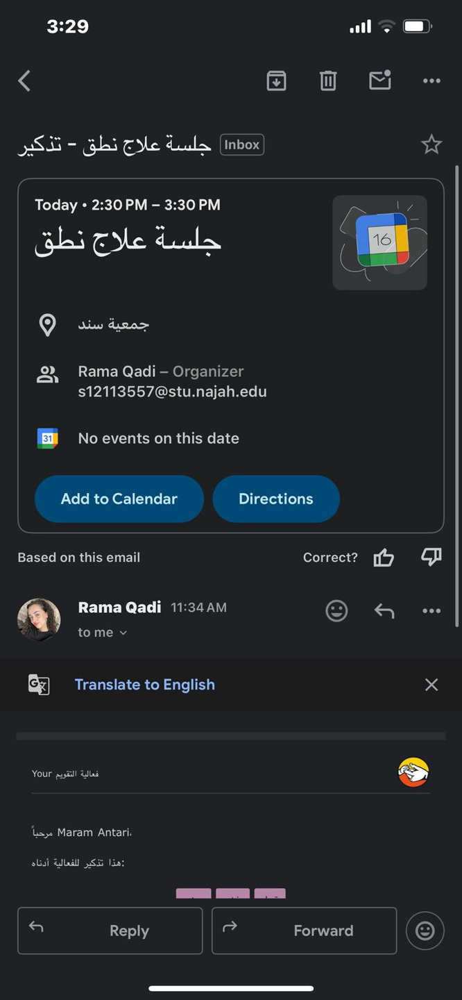 3:29
جلسة علاج نطق - تذكير Inbox
Today • 2:30 PM – 3:30 PM
جلسة علاج نطق
16
جمعية سند
Rama Qadi – Organizer
s12113557@stu.najah.edu
31
No events on this date
Add to Calendar
Directions
Based on this email
Correct?
Rama Qadi 11:34 AM
to me
Translate to English
Your فعالية التقويم
مرحباً Maram Antari،
هذا تذكير للفعالية أدناه:
Reply
Forward